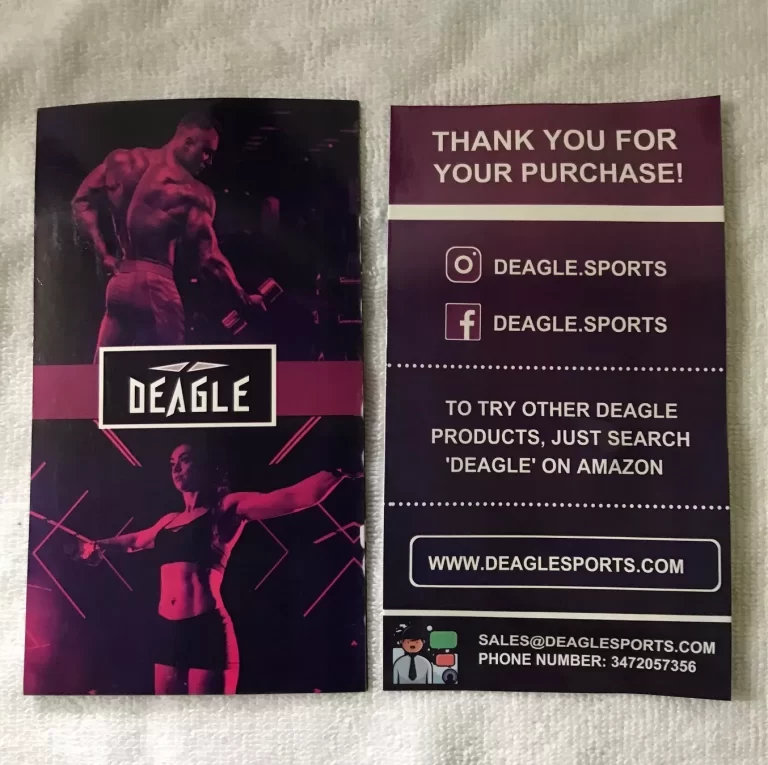 DEAGLE
THANK YOU FOR
YOUR PURCHASE!
DEAGLE.SPORTS
DEAGLE.SPORTS
TO TRY OTHER DEAGLE
PRODUCTS, JUST SEARCH
'DEAGLE' ON AMAZON
WWW.DEAGLESPORTS.COM
SALES@DEAGLESPORTS.COM
PHONE NUMBER: 3472057356